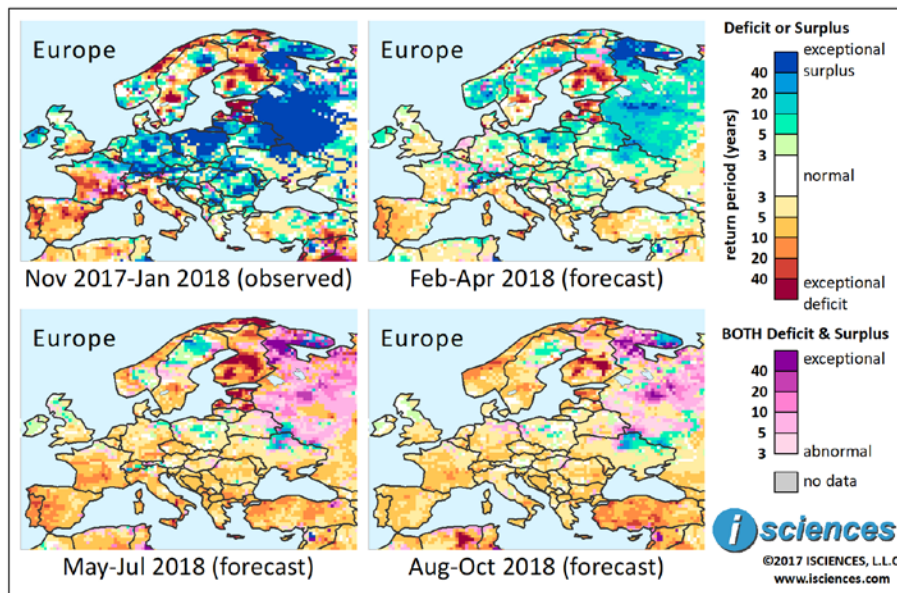 Europe
Nov 2017-Jan 2018 (observed)
Europe
Feb-Apr 2018 (forecast)
Europe
May-Jul 2018 (forecast)
Europe
Aug-Oct 2018 (forecast)
Deficit or Surplus
exceptional
surplus
40
20
10
5
3
normal
3
5
10
20
40
exceptional
deficit
return period (years)
BOTH Deficit & Surplus
exceptional
40
20
10
5
3
abnormal
no data
i sciences
©2017 ISCIENCES, L.L.C
www.isciences.com